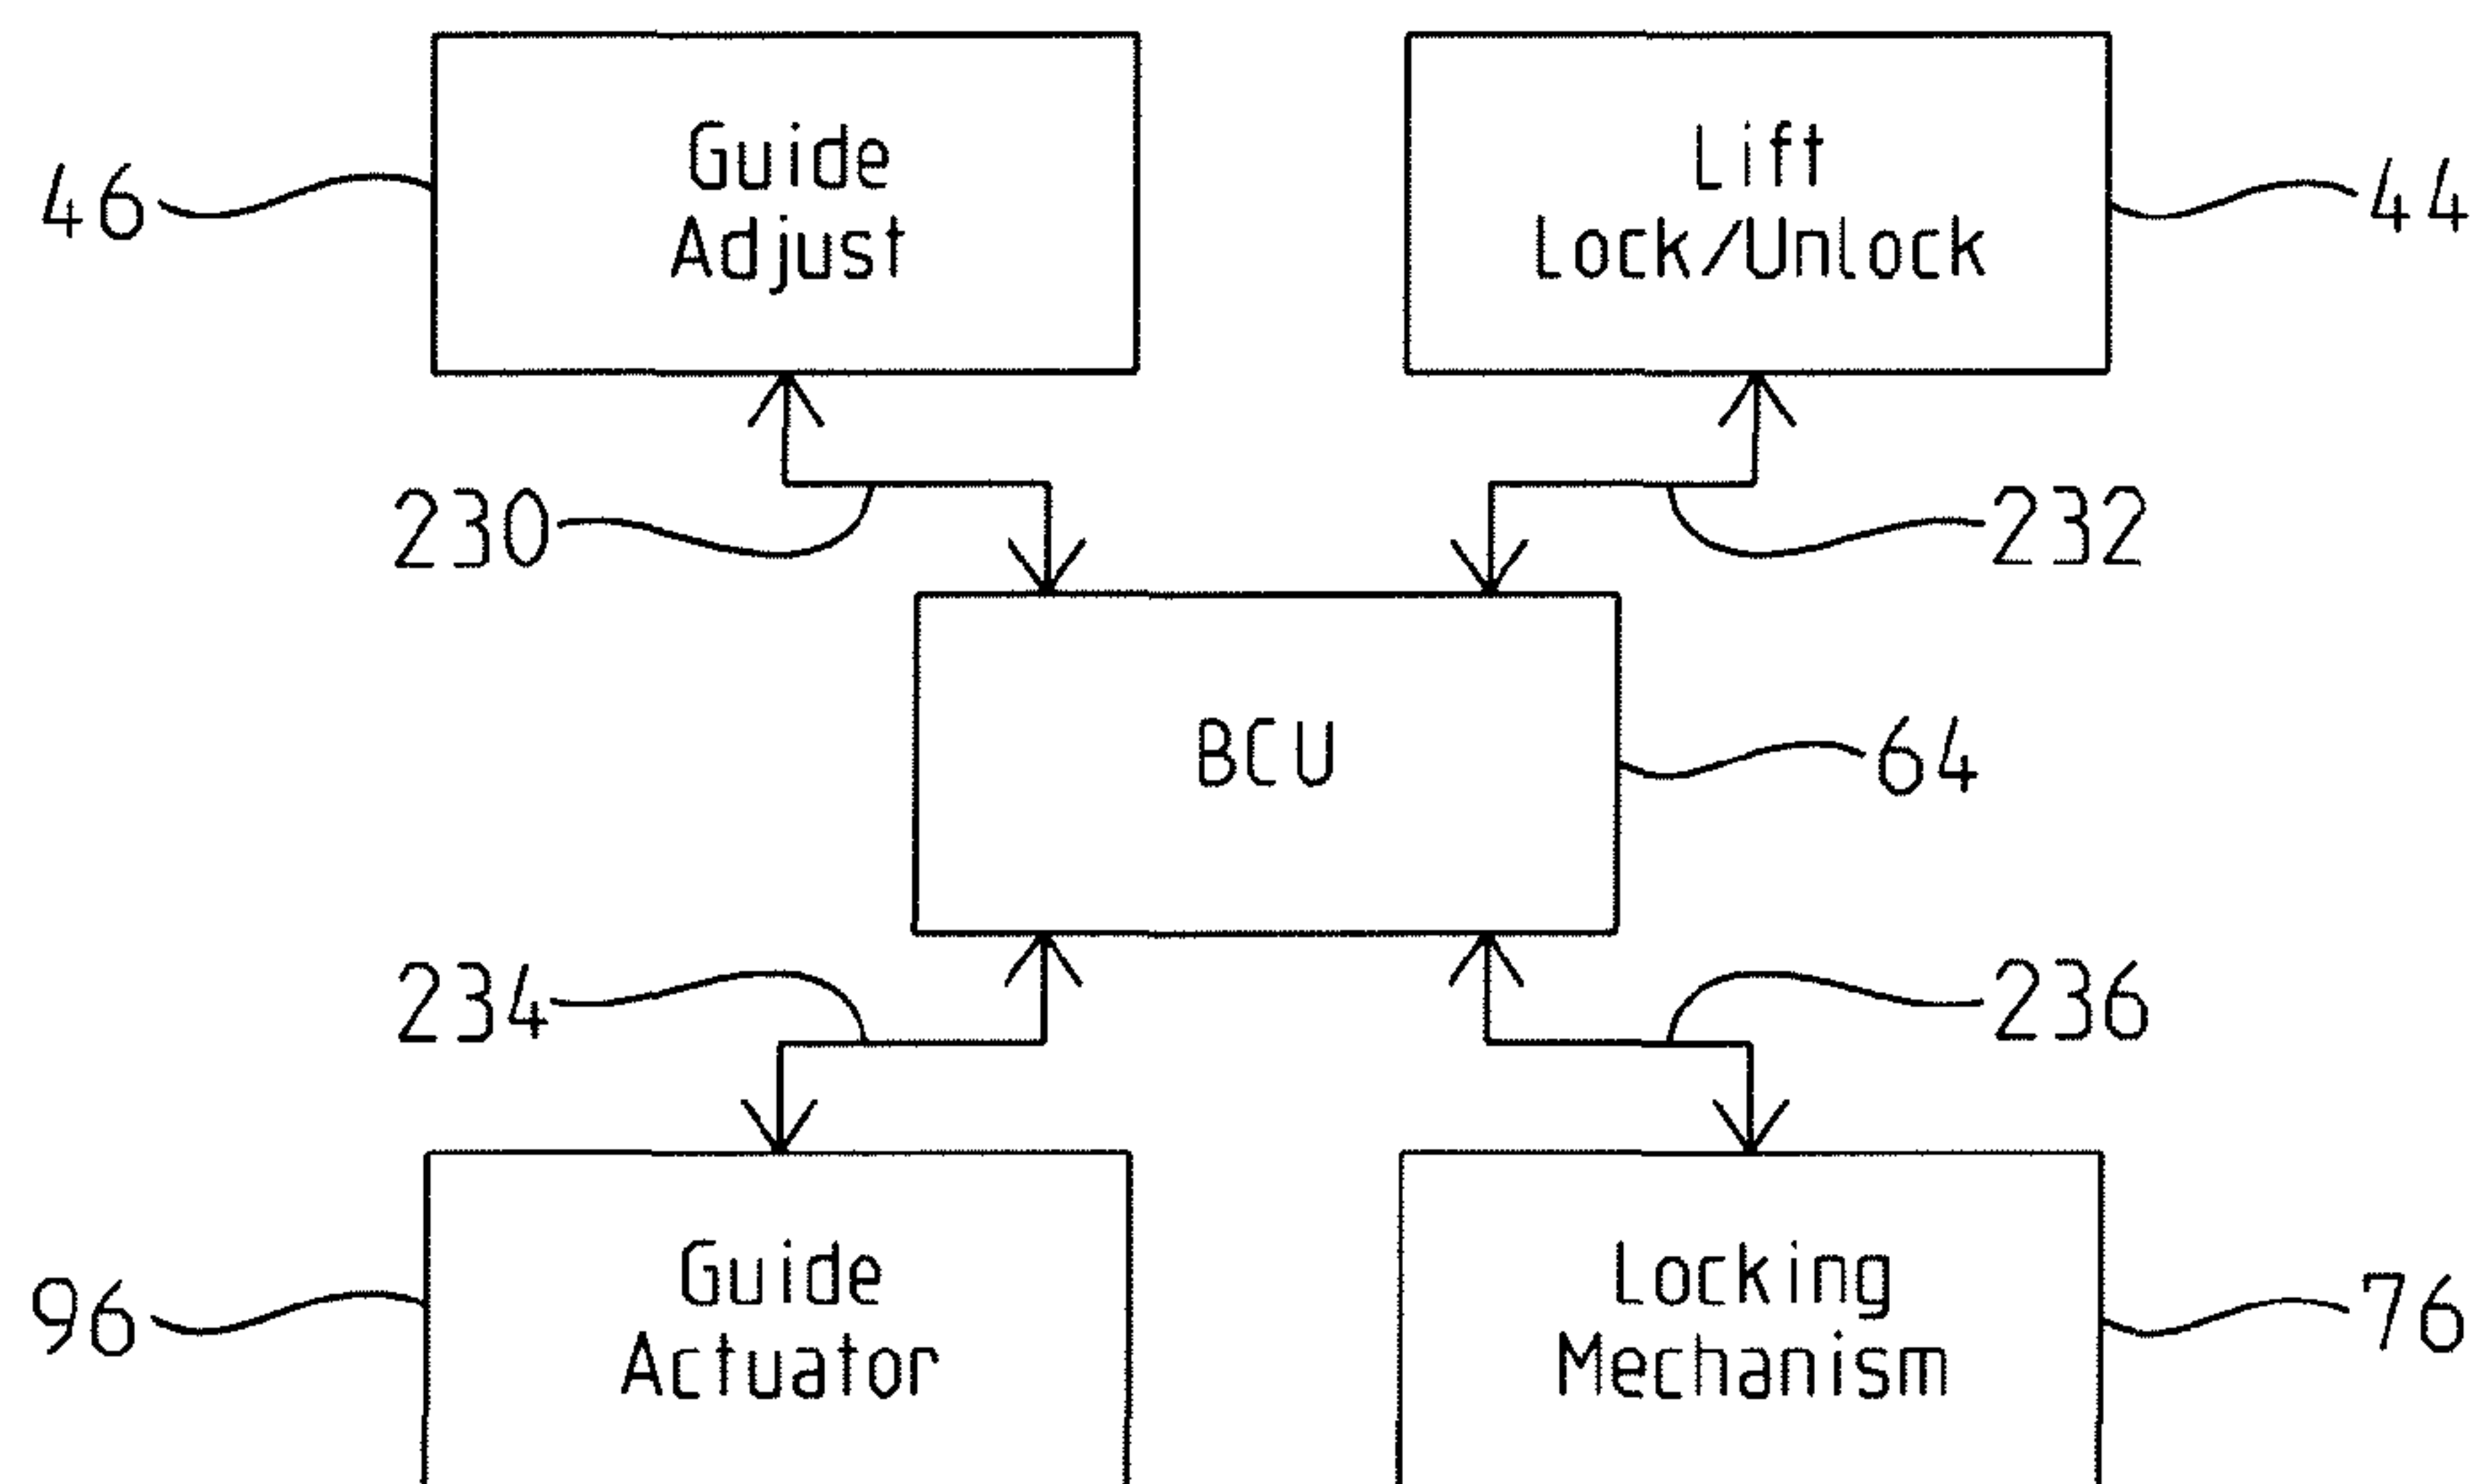 Guide
Adjust
Lift
Lock/Unlock
46
44
230
232
BCU
64
234
236
Guide
Actuator
Locking
Mechanism
96
76